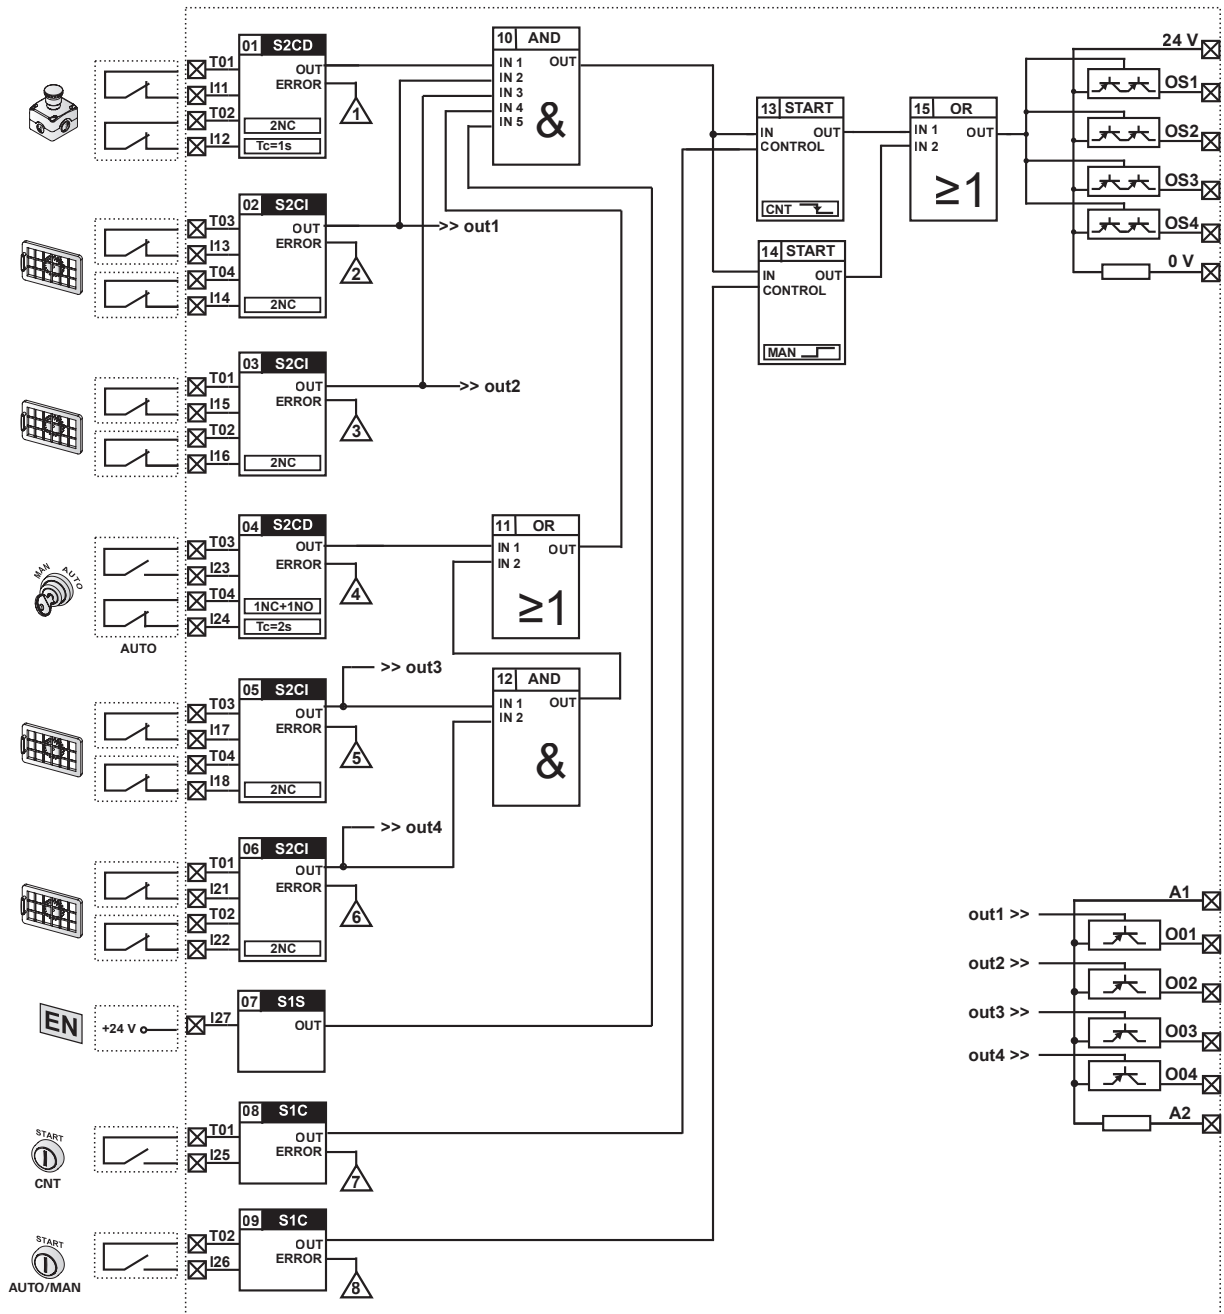 01 S2CD
T01
OUT
I11
ERROR
1
T02
2NC
I12
Tc=1s
02 S2CI
T03
OUT
>> out1
I13
ERROR
2
T04
I14
2NC
03 S2CI
T01
OUT
>> out2
I15
ERROR
3
T02
I16
2NC
MAN AUTO
04 S2CD
T03
OUT
I23
ERROR
4
T04
1NC+1NO
I24
Tc=2s
AUTO
>> out3
05 S2CI
T03
OUT
I17
ERROR
5
T04
I18
2NC
>> out4
06 S2CI
T01
OUT
I21
ERROR
6
T02
I22
2NC
EN
+24 V
07 S1S
I27
OUT
START
CNT
08 S1C
T01
OUT
I25
ERROR
7
START
AUTO/MAN
09 S1C
T02
OUT
I26
ERROR
8
10 AND
IN 1 OUT
IN 2
IN 3
IN 4
IN 5
&
11 OR
IN 1 OUT
IN 2
≥1
12 AND
IN 1 OUT
IN 2
&
13 START
IN OUT
CONTROL
CNT
14 START
IN OUT
CONTROL
MAN
15 OR
IN 1 OUT
IN 2
≥1
24 V
OS1
OS2
OS3
OS4
0 V
A1
out1 >>
O01
out2 >>
O02
out3 >>
O03
out4 >>
O04
A2